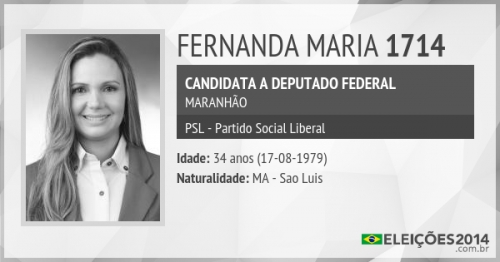 FERNANDA MARIA 1714
CANDIDATA A DEPUTADO FEDERAL
MARANHÃO
PSL - Partido Social Liberal
Idade: 34 anos (17-08-1979)
Naturalidade: MA - Sao Luis
ELEIÇÕES2014
.com.br